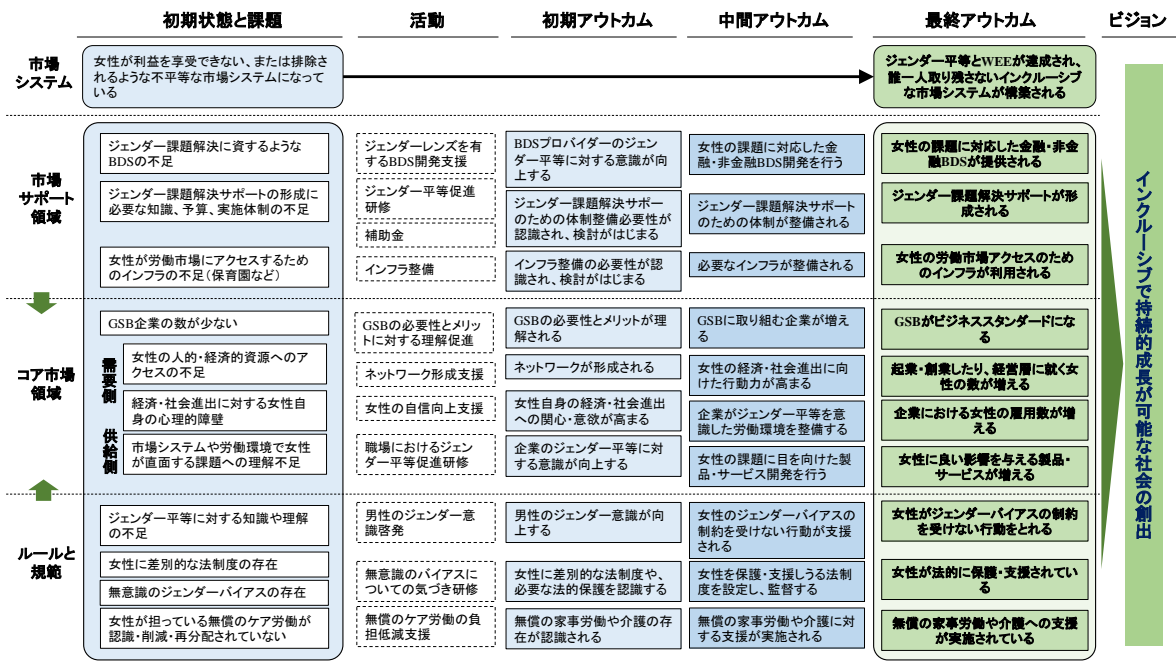 初期状態と課題
活動
初期アウトカム
中間アウトカム
最終アウトカム
ビジョン
市場
システム
女性が利益を享受できない、または排除さ
れるような不平等な市場システムになって
いる
ジェンダー平等とWEEが達成され、
誰一人取り残さないインクルーシブ
な市場システムが構築される
市場
サポート
領域
ジェンダー課題解決に資するような
BDSの不足
ジェンダー課題解決サポートの形成に
必要な知識、予算、実施体制の不足
女性が労働市場にアクセスするため
のインフラの不足(保育園など)
ジェンダーレンズを有
するBDS開発支援
ジェンダー平等促進
研修
補助金
インフラ整備
BDSプロバイダーのジェン
ダー平等に対する意識が向
上する
ジェンダー課題解決サポー
トのための体制整備必要性が
認識され、検討がはじまる
インフラ整備の必要性が認
識され、検討がはじまる
女性の課題に対応した金
融・非金融BDS開発を行う
ジェンダー課題解決サポート
のための体制が整備される
必要なインフラが整備される
女性の課題に対応した金融・非金
融BDSが提供される
ジェンダー課題解決サポートが形
成される
女性の労働市場アクセスのため
のインフラが利用される
コア市場
領域
GSB企業の数が少ない
需要側
供給側
女性の人的・経済的資源へのア
クセスの不足
経済・社会進出に対する女性自
身の心理的障壁
市場システムや労働環境で女性
が直面する課題への理解不足
GSBの必要性とメリッ
トに対する理解促進
ネットワーク形成支援
女性の自信向上支援
職場におけるジェン
ダー平等促進研修
GSBの必要性とメリットが理
解される
ネットワークが形成される
女性自身の経済・社会進出
への関心・意欲が高まる
企業のジェンダー平等に対す
る意識が向上する
GSBに取り組む企業が増え
る
女性の経済・社会進出に
向けた行動力が高まる
企業がジェンダー平等を意
識した労働環境を整備する
女性の課題に目を向けた製
品・サービス開発を行う
GSBがビジネススタンダードにな
る
起業・創業したり、経営層に就く女
性の数が増える
企業における女性の雇用数が増
える
女性に良い影響を与える製品・
サービスが増える
ルールと
規範
ジェンダー平等に対する知識や理解
の不足
女性に差別的な法制度の存在
無意識のジェンダーバイアスの存在
女性が担っている無償のケア労働が
認識・削減・再分配されていない
男性のジェンダー意
識啓発
無意識のバイアスに
ついての気づき研修
無償のケア労働の負
担低減支援
男性のジェンダー意識が向
上する
女性に差別的な法制度や、
必要な法的保護を認識する
無償の家事労働や介護の存
在が認識される
女性のジェンダーバイアスの
制約を受けない行動が支援
される
女性を保護・支援しうる法制
度を設定し、監督する
無償の家事労働や介護に対
する支援が実施される
女性がジェンダーバイアスの制約
を受けない行動をとれる
女性が法的に保護・支援されてい
る
無償の家事労働や介護への支援
が実施されている
インクルーシブで持続的成長が可能な社会の創出